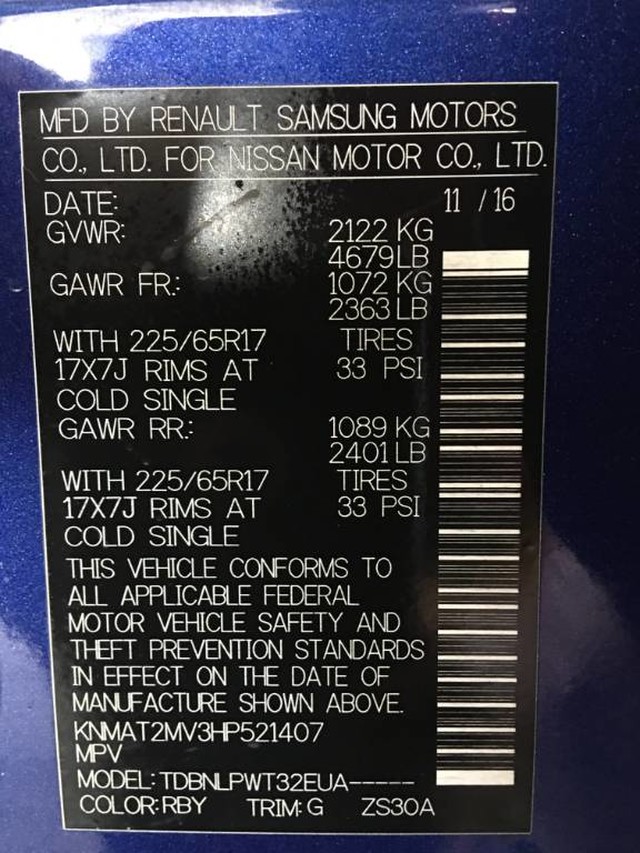 MFD BY RENAULT SAMSUNG MOTORS
CO., LTD. FOR NISSAN MOTOR CO., LTD.
DATE: 11 / 16
GVWR: 2122 KG
4679 LB
GAWR FR.: 1072 KG
2363 LB
WITH 225/65R17 TIRES
17X7J RIMS AT 33 PSI
COLD SINGLE
GAWR RR.: 1089 KG
2401 LB
WITH 225/65R17 TIRES
17X7J RIMS AT 33 PSI
COLD SINGLE
THIS VEHICLE CONFORMS TO
ALL APPLICABLE FEDERAL
MOTOR VEHICLE SAFETY AND
THEFT PREVENTION STANDARDS
IN EFFECT ON THE DATE OF
MANUFACTURE SHOWN ABOVE.
KNMAT2MV3HP521407
MPV
MODEL: TDBNLPWT32EUA-----
COLOR: RBY TRIM: G ZS30A